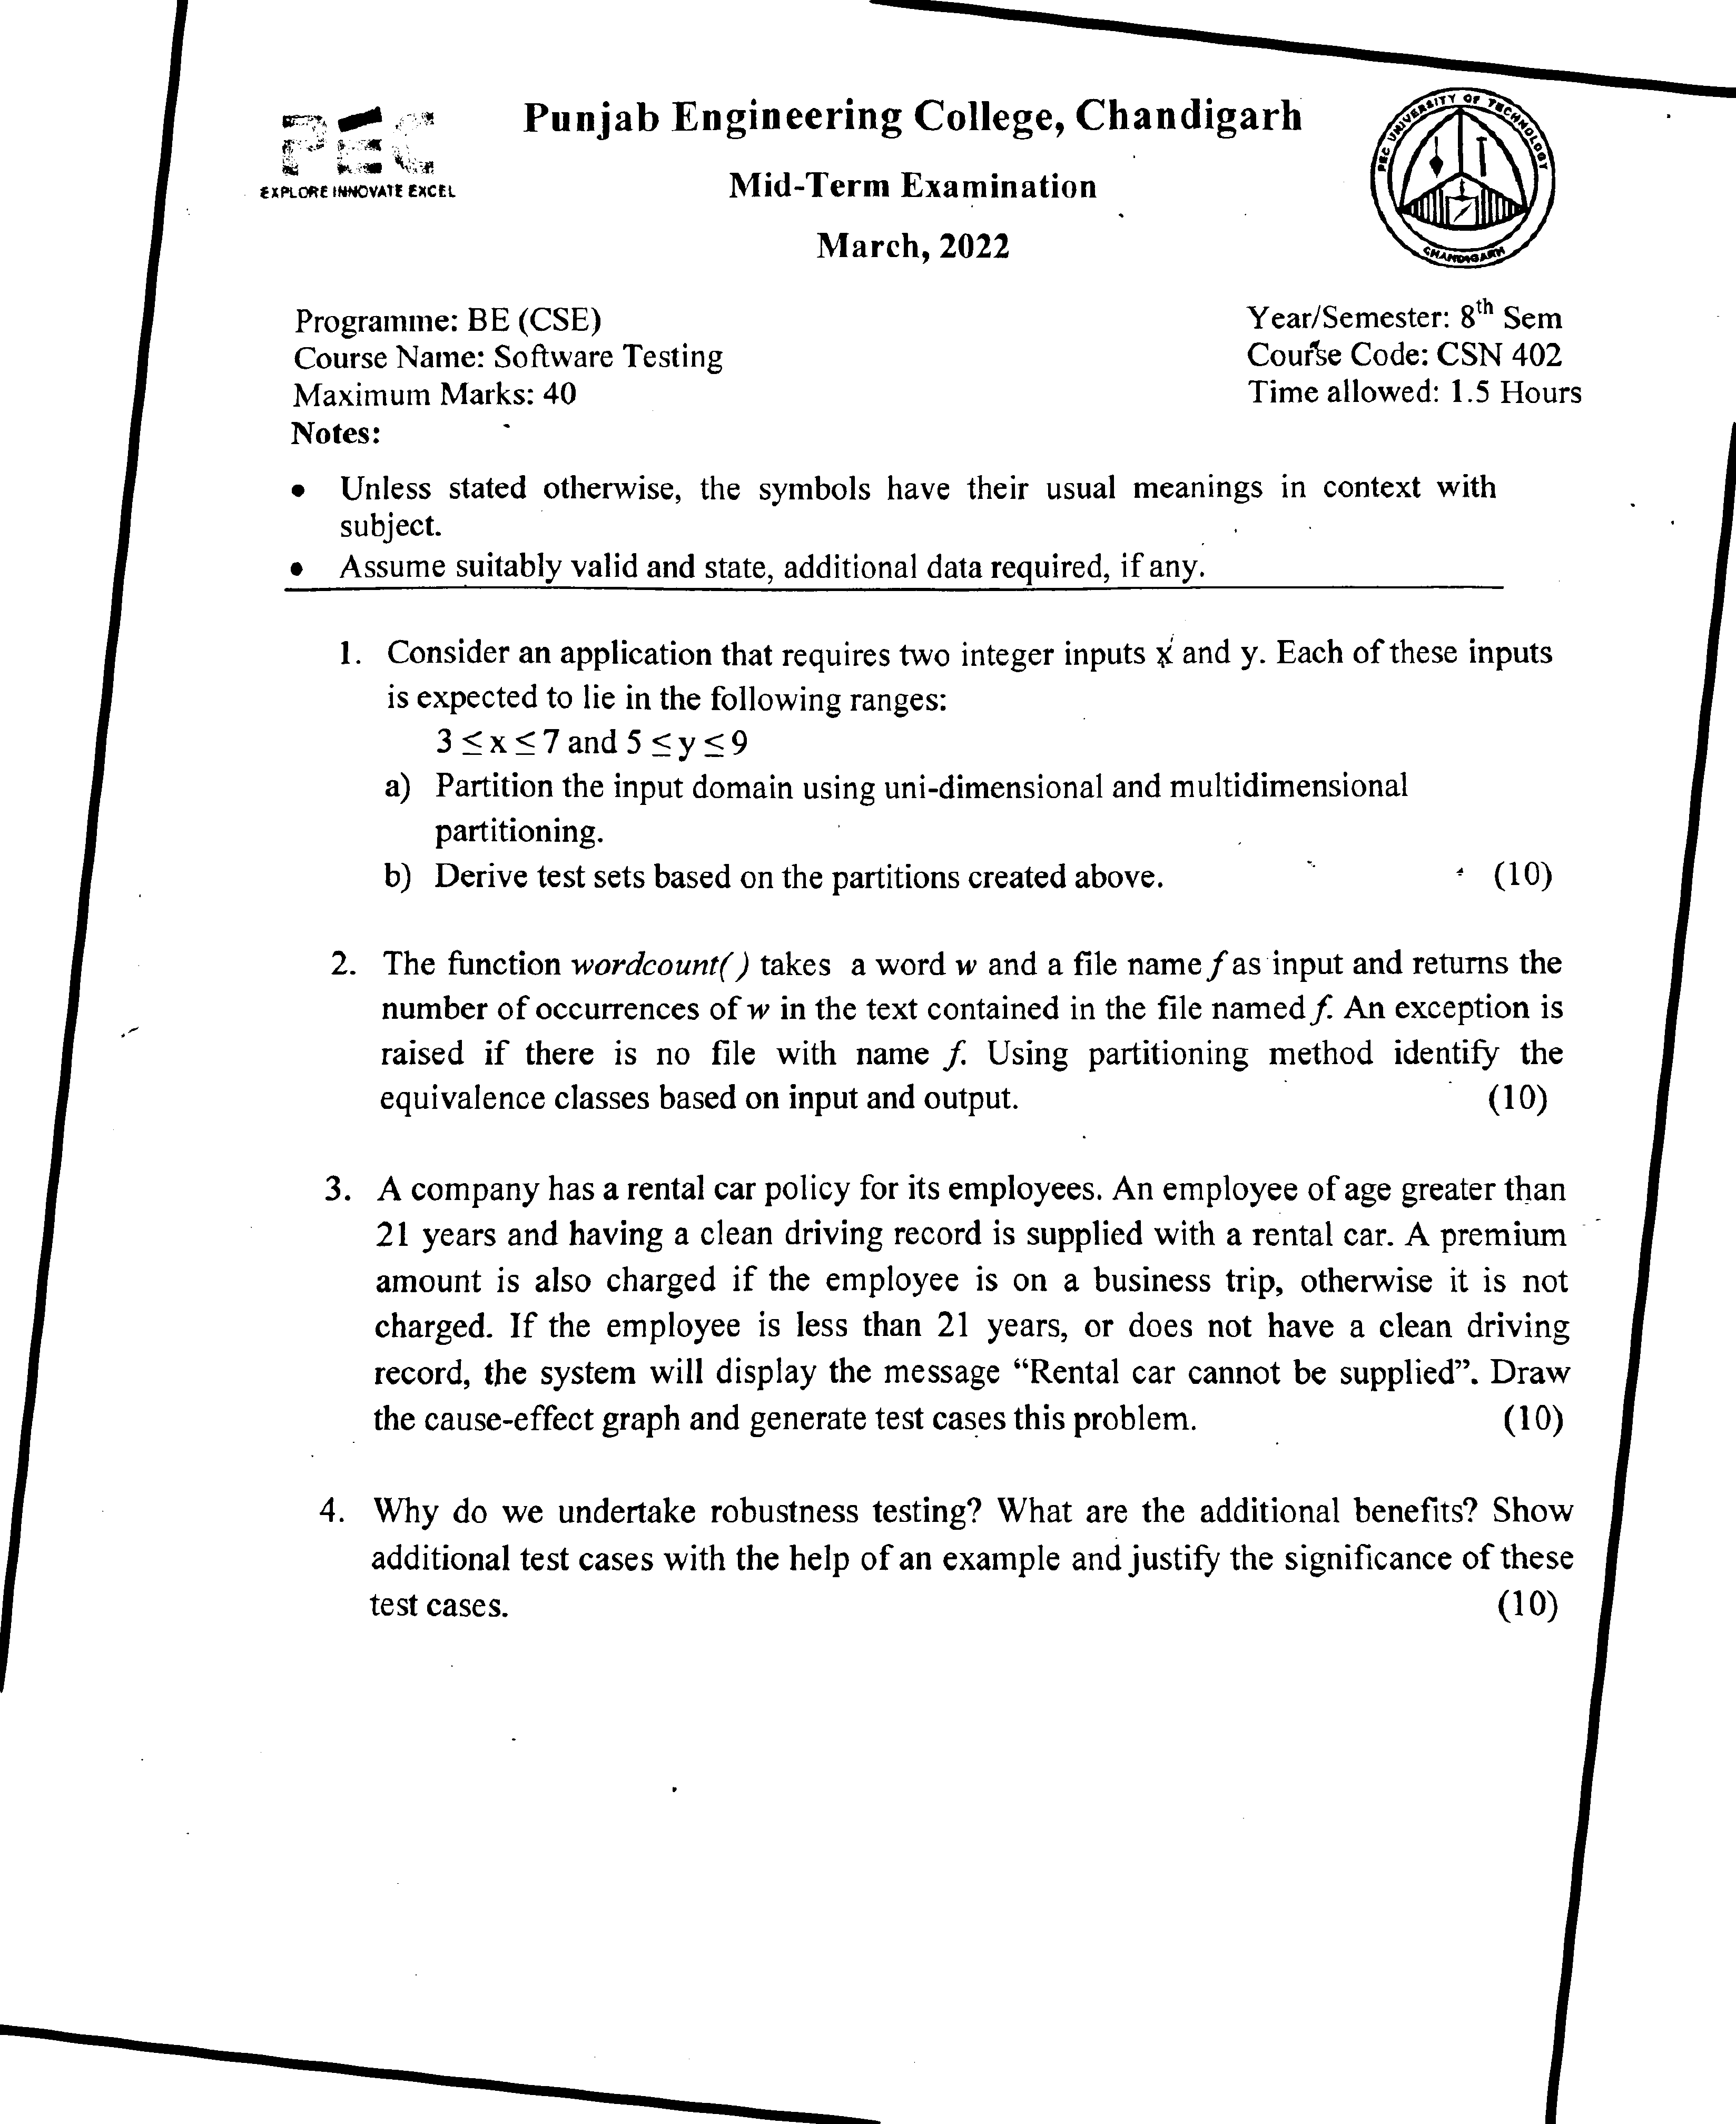 Punjab Engineering College, Chandigarh
PEC
EXPLORE INNOVATE EXCEL
PEC UNIVERSITY OF TECHNOLOGY
CHANDIGARH
Mid-Term Examination
March, 2022
Programme: BE (CSE)
Year/Semester: 8th Sem
Course Name: Software Testing
Course Code: CSN 402
Maximum Marks: 40
Time allowed: 1.5 Hours
Notes:
• Unless stated otherwise, the symbols have their usual meanings in context with
subject.
• Assume suitably valid and state, additional data required, if any.
1. Consider an application that requires two integer inputs x and y. Each of these inputs
is expected to lie in the following ranges:
3 ≤ x ≤ 7 and 5 ≤ y ≤ 9
a) Partition the input domain using uni-dimensional and multidimensional
partitioning.
b) Derive test sets based on the partitions created above. (10)
2. The function wordcount() takes a word w and a file name f as input and returns the
number of occurrences of w in the text contained in the file named f. An exception is
raised if there is no file with name f. Using partitioning method identify the
equivalence classes based on input and output. (10)
3. A company has a rental car policy for its employees. An employee of age greater than
21 years and having a clean driving record is supplied with a rental car. A premium
amount is also charged if the employee is on a business trip, otherwise it is not
charged. If the employee is less than 21 years, or does not have a clean driving
record, the system will display the message “Rental car cannot be supplied”. Draw
the cause-effect graph and generate test cases this problem. (10)
4. Why do we undertake robustness testing? What are the additional benefits? Show
additional test cases with the help of an example and justify the significance of these
test cases. (10)